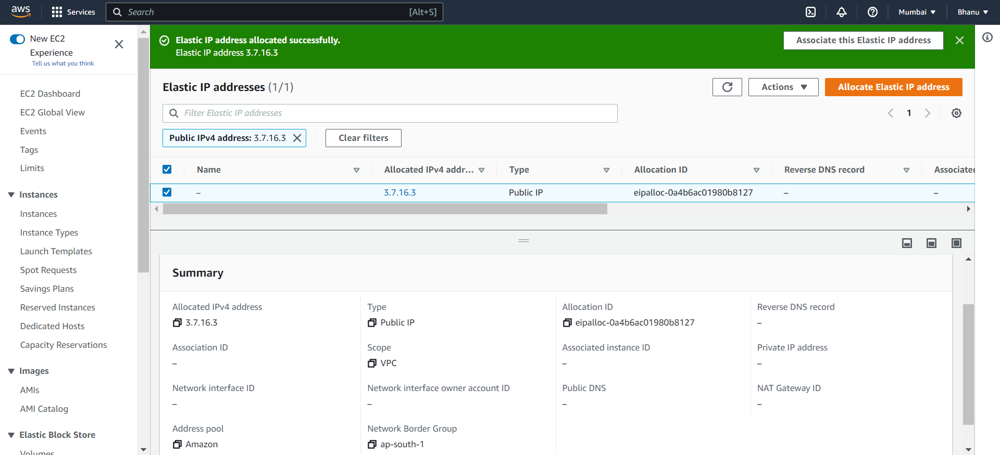 aws
Services
Search
[Alt+S]
Mumbai
Bhanu
New EC2
Experience
Tell us what you think
EC2 Dashboard
EC2 Global View
Events
Tags
Limits
Instances
Instances
Instance Types
Launch Templates
Spot Requests
Savings Plans
Reserved Instances
Dedicated Hosts
Capacity Reservations
Images
AMIs
AMI Catalog
Elastic Block Store
Volumes
Elastic IP address allocated successfully.
Elastic IP address 3.7.16.3
Associate this Elastic IP address
Elastic IP addresses (1/1)
Actions
Allocate Elastic IP address
Filter Elastic IP addresses
1
Public IPv4 address: 3.7.16.3
Clear filters
Name
Allocated IPv4 addr...
Type
Allocation ID
Reverse DNS record
Associated
–
3.7.16.3
Public IP
eipalloc-0a4b6ac01980b8127
–
–
Summary
Allocated IPv4 address
3.7.16.3
Type
Public IP
Allocation ID
eipalloc-0a4b6ac01980b8127
Reverse DNS record
–
Association ID
–
Scope
VPC
Associated instance ID
–
Private IP address
–
Network interface ID
–
Network interface owner account ID
–
Public DNS
–
NAT Gateway ID
–
Address pool
Amazon
Network Border Group
ap-south-1